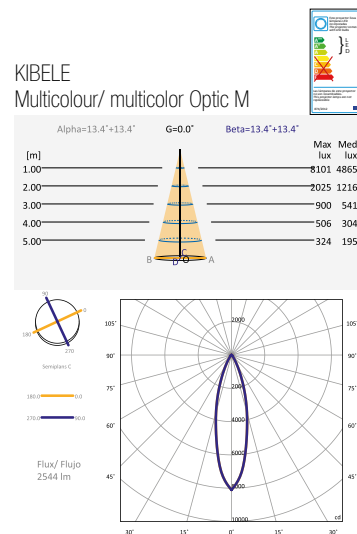 L
E
D
KIBELE
Multicolour/ multicolor Optic M
Alpha=13.4°+13.4° G=0.0° Beta=13.4°+13.4°
Max Med
[m] lux lux
1.00 8101 4865
2.00 2025 1216
3.00 900 541
4.00 506 304
5.00 324 195
B D C O A
90
0
180
270
Semiplans C
180.0 0.0
270.0 90.0
Flux/ Flujo
2544 lm
105° 2000 105°
90° 90°
2000
75° 75°
4000
60° 60°
6000
45° 45°
8000
10000 cd
30° 15° 0° 15° 30°